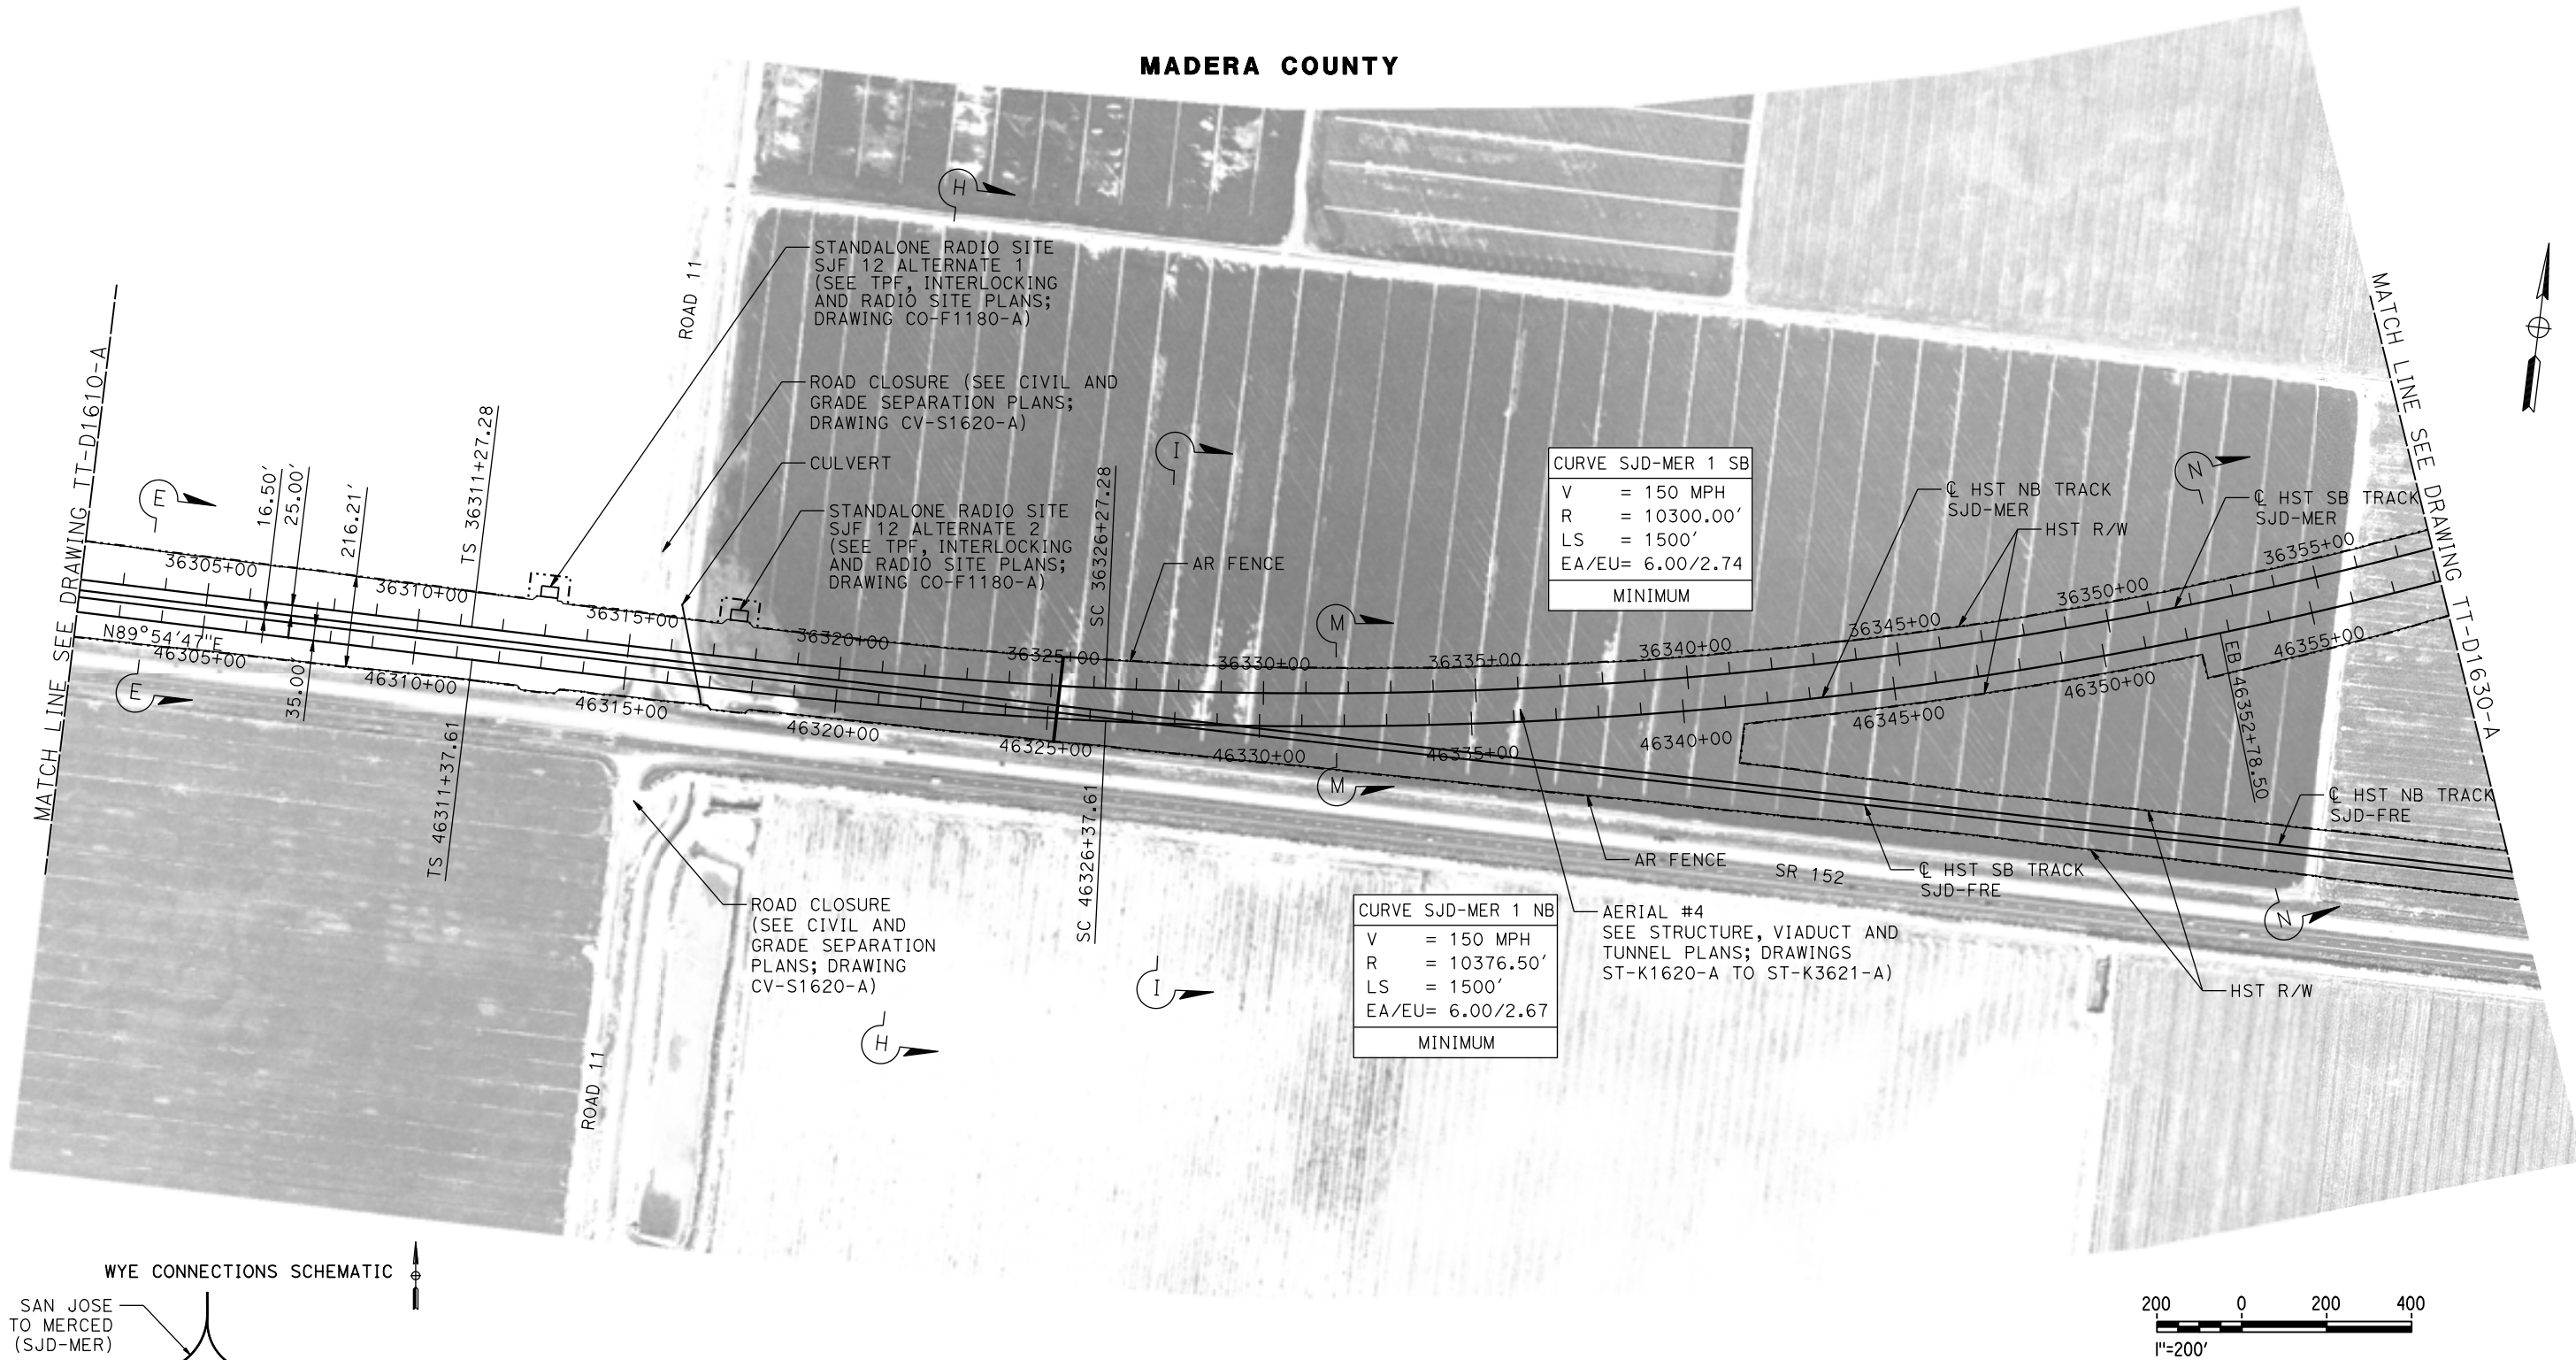 MADERA COUNTY
STANDALONE RADIO SITE
SJF 12 ALTERNATE 1
(SEE TPF, INTERLOCKING
AND RADIO SITE PLANS;
DRAWING CO-F1180-A)
ROAD 11
H
ROAD CLOSURE (SEE CIVIL AND
GRADE SEPARATION PLANS;
DRAWING CV-S1620-A)
CULVERT
STANDALONE RADIO SITE
SJF 12 ALTERNATE 2
(SEE TPF, INTERLOCKING
AND RADIO SITE PLANS;
DRAWING CO-F1180-A)
MATCH LINE SEE DRAWING TT-D1610-A
E
16.50'
25.00'
216.21'
TS 36311+27.28
SC 36326+27.28
I
AR FENCE
M
CURVE SJD-MER 1 SB
V = 150 MPH
R = 10300.00'
LS = 1500'
EA/EU= 6.00/2.74
MINIMUM
℄ HST NB TRACK
SJD-MER
HST R/W
N
℄ HST SB TRACK
SJD-MER
MATCH LINE SEE DRAWING TT-D1630-A
36305+00
36310+00
36315+00
36320+00
36325+00
36330+00
36335+00
36340+00
36345+00
36350+00
36355+00
N89°54'47"E
46305+00
46310+00
46315+00
46320+00
46325+00
46330+00
46335+00
46340+00
46345+00
46350+00
46355+00
E
35.00'
TS 46311+37.61
SC 46326+37.61
M
EB 46352+78.50
℄ HST NB TRACK
SJD-FRE
AR FENCE
SR 152
℄ HST SB TRACK
SJD-FRE
N
HST R/W
ROAD CLOSURE
(SEE CIVIL AND
GRADE SEPARATION
PLANS; DRAWING
CV-S1620-A)
ROAD 11
H
I
CURVE SJD-MER 1 NB
V = 150 MPH
R = 10376.50'
LS = 1500'
EA/EU= 6.00/2.67
MINIMUM
AERIAL #4
SEE STRUCTURE, VIADUCT AND
TUNNEL PLANS; DRAWINGS
ST-K1620-A TO ST-K3621-A)
WYE CONNECTIONS SCHEMATIC
SAN JOSE
TO MERCED
(SJD-MER)
200 0 200 400
1"=200'